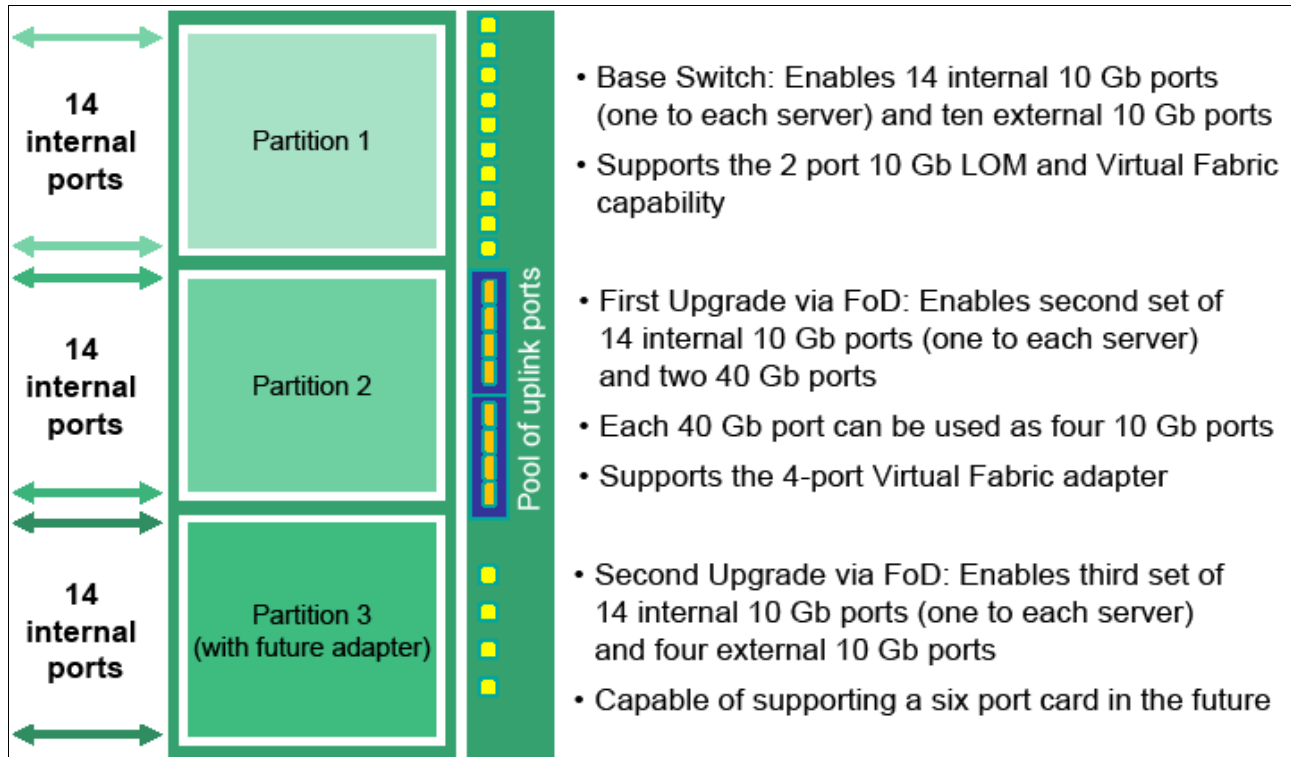 14
internal
ports
Partition 1
• Base Switch: Enables 14 internal 10 Gb ports
(one to each server) and ten external 10 Gb ports
• Supports the 2 port 10 Gb LOM and Virtual Fabric
capability
14
internal
ports
Partition 2
Pool of uplink ports
• First Upgrade via FoD: Enables second set of
14 internal 10 Gb ports (one to each server)
and two 40 Gb ports
• Each 40 Gb port can be used as four 10 Gb ports
• Supports the 4-port Virtual Fabric adapter
14
internal
ports
Partition 3
(with future adapter)
• Second Upgrade via FoD: Enables third set of
14 internal 10 Gb ports (one to each server)
and four external 10 Gb ports
• Capable of supporting a six port card in the future